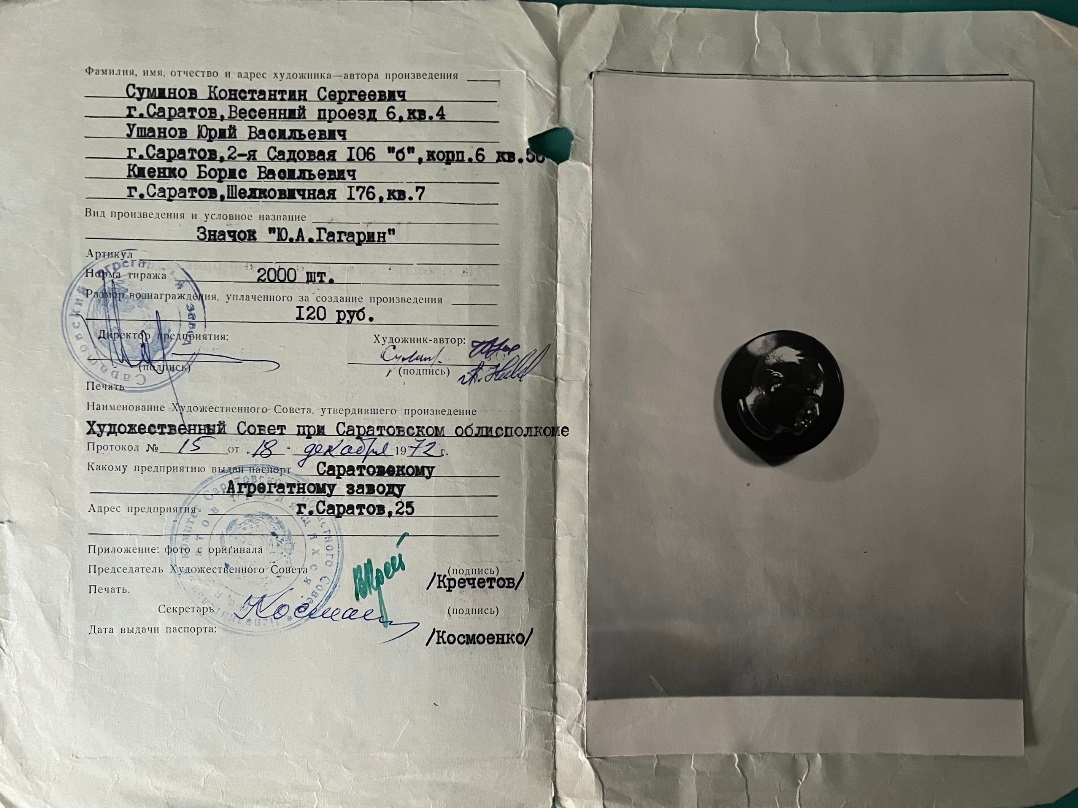 Фамилия, имя, отчество и адрес художника—автора произведения
Суминов Константин Сергеевич
г.Саратов,Весенний проезд 6,кв.4
Ушанов Юрий Васильевич
г.Саратов,2-я Садовая I06 "б",корп.6 кв.56
Киенко Борис Васильевич
г.Саратов,Шелковичная I76,кв.7
Вид произведения и условное название
Значок "Ю.А.Гагарин"
Артикул
Норма тиража 2000 шт.
Размер вознаграждения, уплаченного за создание произведения
I20 руб.
Директор предприятия: Художник-автор:
(подпись) (подпись)
Печать
Наименование Художественного Совета, утвердившего произведение
Художественный Совет при Саратовском облисполкоме
Протокол № 15 от „18 " декабря 1972 г.
Какому предприятию выдан паспорт Саратовскому
Агрегатному заводу
Адрес предприятия г.Саратов,25
Приложение: фото с оригинала
Председатель Художественного Совета (подпись)
/Кречетов/
Печать.
Секретарь (подпись)
Дата выдачи паспорта:
/Космоенко/